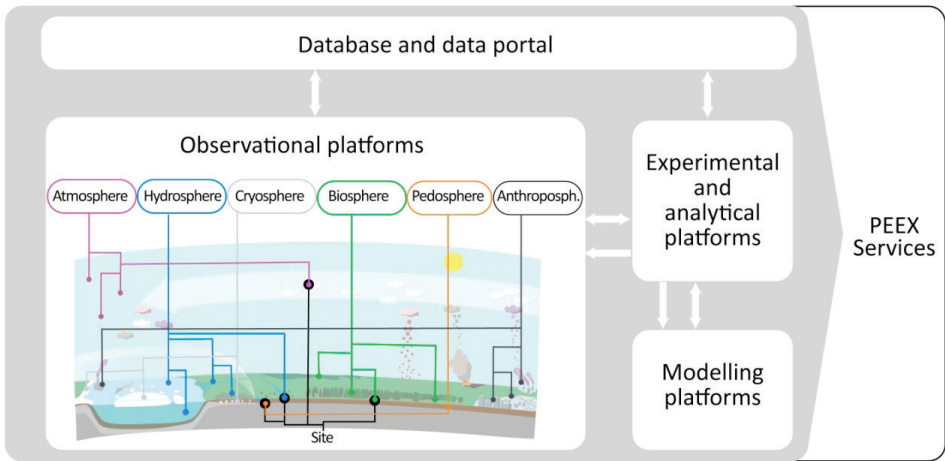 Database and data portal
Observational platforms
Atmosphere Hydrosphere Cryosphere Biosphere Pedosphere Anthroposph.
Site
Experimental
and
analytical
platforms
Modelling
platforms
PEEX
Services